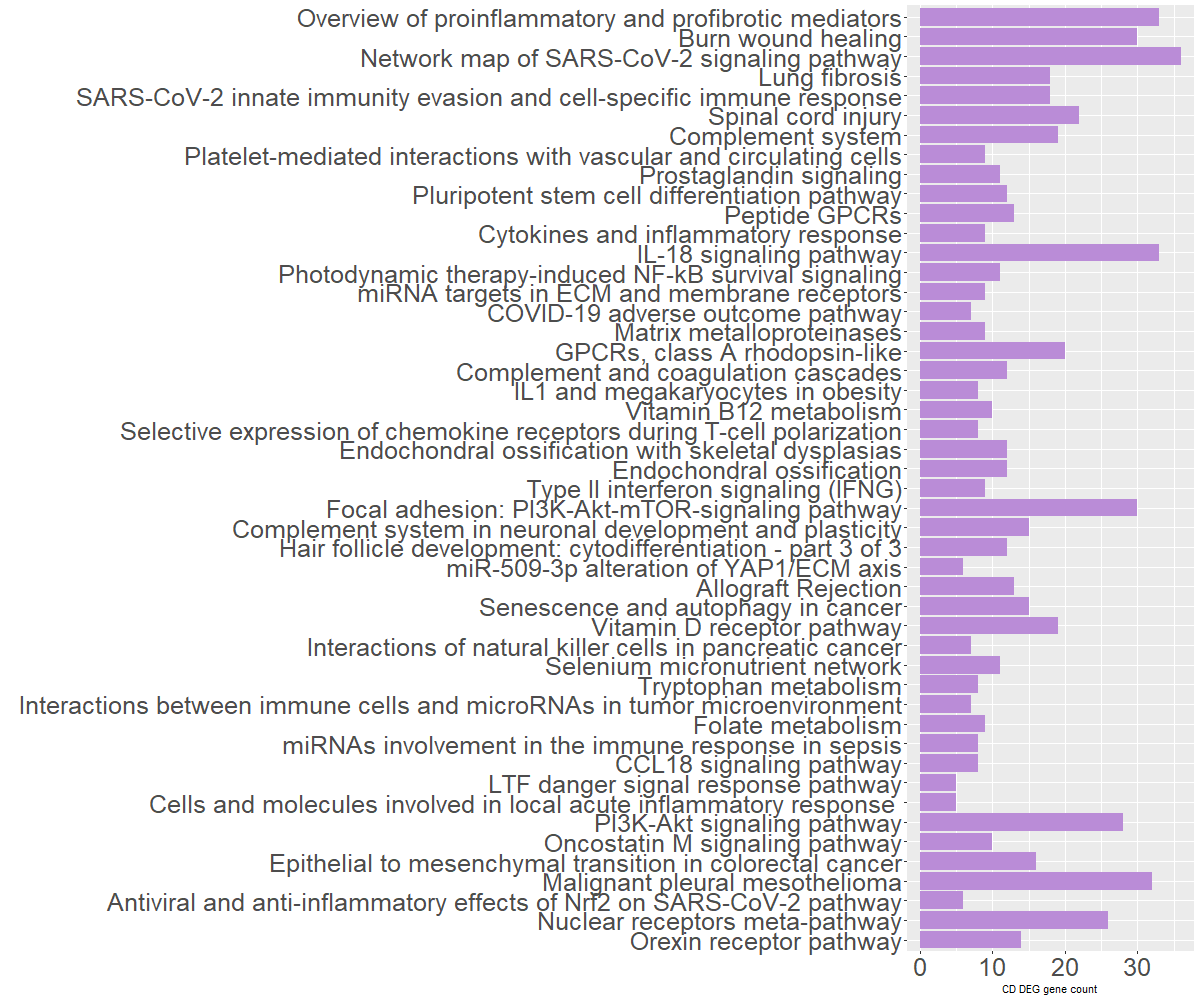 Overview of proinflammatory and profibrotic mediators
Burn wound healing
Network map of SARS-CoV-2 signaling pathway
Lung fibrosis
SARS-CoV-2 innate immunity evasion and cell-specific immune response
Spinal cord injury
Complement system
Platelet-mediated interactions with vascular and circulating cells
Prostaglandin signaling
Pluripotent stem cell differentiation pathway
Peptide GPCRs
Cytokines and inflammatory response
IL-18 signaling pathway
Photodynamic therapy-induced NF-kB survival signaling
miRNA targets in ECM and membrane receptors
COVID-19 adverse outcome pathway
Matrix metalloproteinases
GPCRs, class A rhodopsin-like
Complement and coagulation cascades
IL1 and megakaryocytes in obesity
Vitamin B12 metabolism
Selective expression of chemokine receptors during T-cell polarization
Endochondral ossification with skeletal dysplasias
Endochondral ossification
Type II interferon signaling (IFNG)
Focal adhesion: PI3K-Akt-mTOR-signaling pathway
Complement system in neuronal development and plasticity
Hair follicle development: cytodifferentiation - part 3 of 3
miR-509-3p alteration of YAP1/ECM axis
Allograft Rejection
Senescence and autophagy in cancer
Vitamin D receptor pathway
Interactions of natural killer cells in pancreatic cancer
Selenium micronutrient network
Tryptophan metabolism
Interactions between immune cells and microRNAs in tumor microenvironment
Folate metabolism
miRNAs involvement in the immune response in sepsis
CCL18 signaling pathway
LTF danger signal response pathway
Cells and molecules involved in local acute inflammatory response
PI3K-Akt signaling pathway
Oncostatin M signaling pathway
Epithelial to mesenchymal transition in colorectal cancer
Malignant pleural mesothelioma
Antiviral and anti-inflammatory effects of Nrf2 on SARS-CoV-2 pathway
Nuclear receptors meta-pathway
Orexin receptor pathway
0 10 20 30
CD DEG gene count